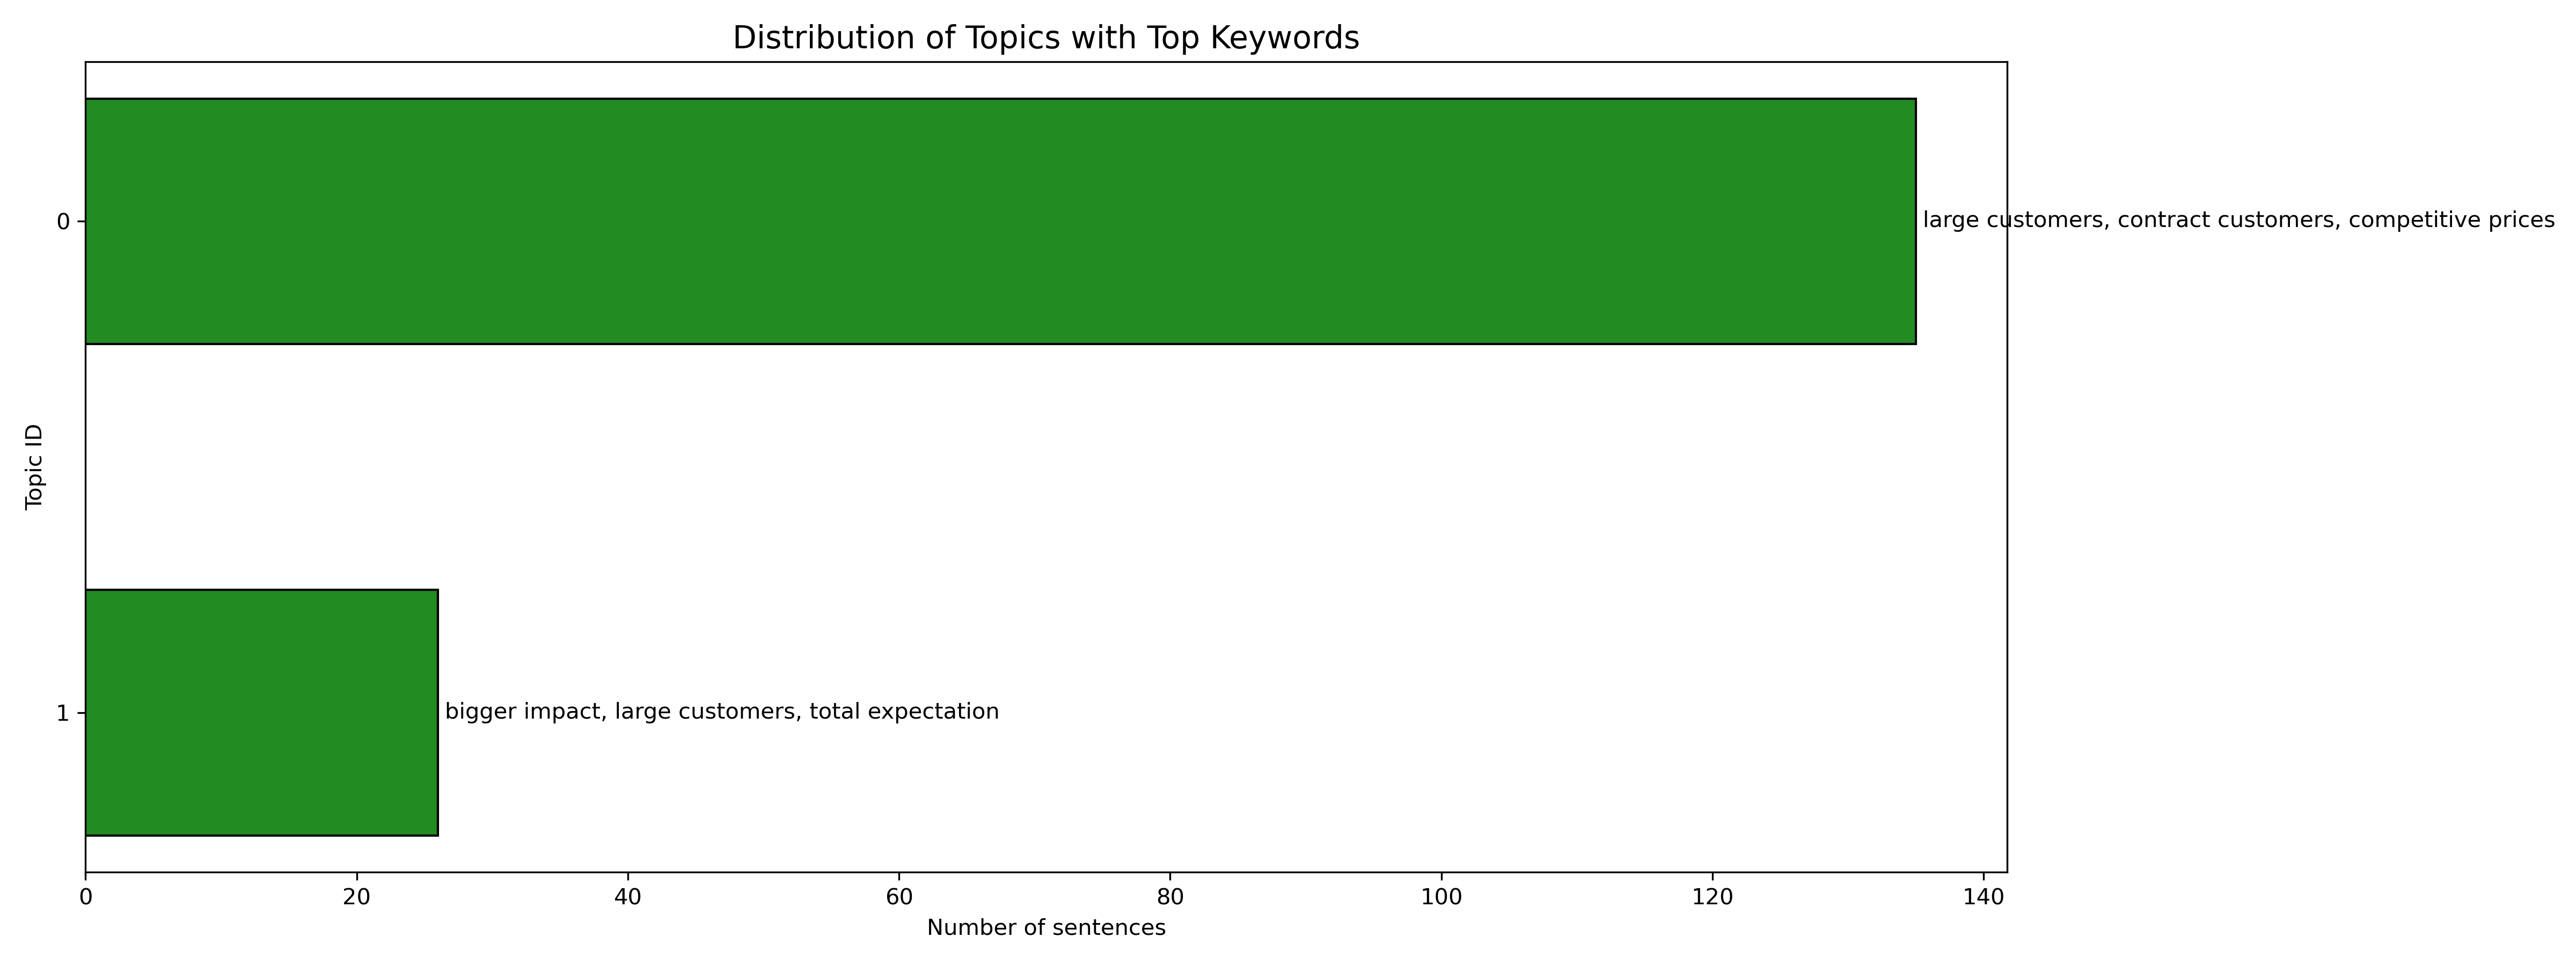 Distribution of Topics with Top Keywords
0
large customers, contract customers, competitive prices
Topic ID
1
bigger impact, large customers, total expectation
0 20 40 60 80 100 120 140
Number of sentences